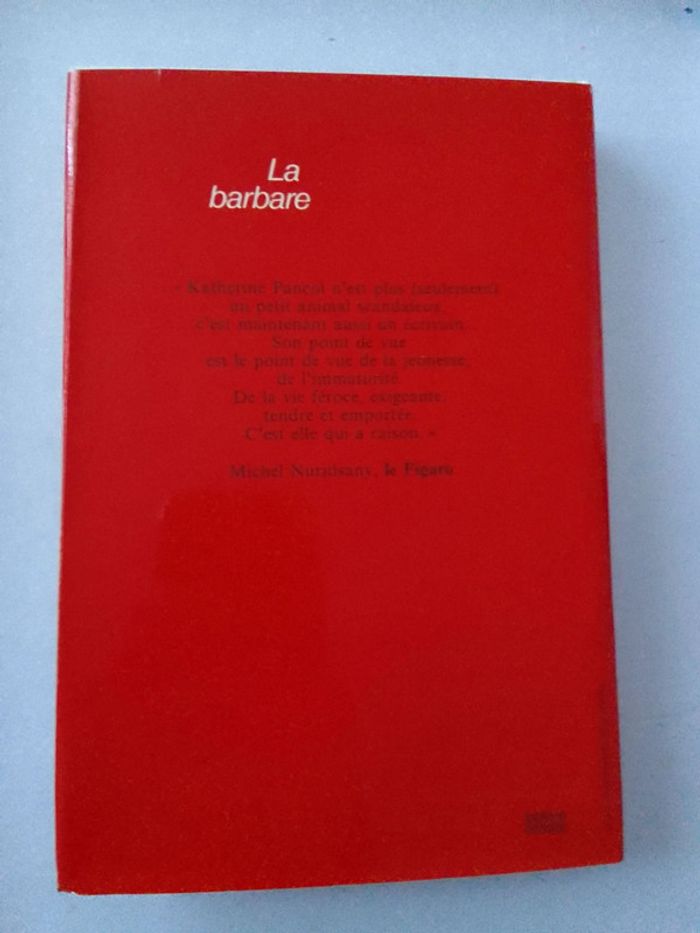 La
barbare
« Katherine Pancol n'est plus (seulement)
un petit animal scandaleux,
c'est maintenant aussi un écrivain.
Son point de vue
est le point de vue de la jeunesse,
de l'immaturité.
De la vie féroce, exigeante,
tendre et emportée.
C'est elle qui a raison. »
Michel Nuridsany, le Figaro